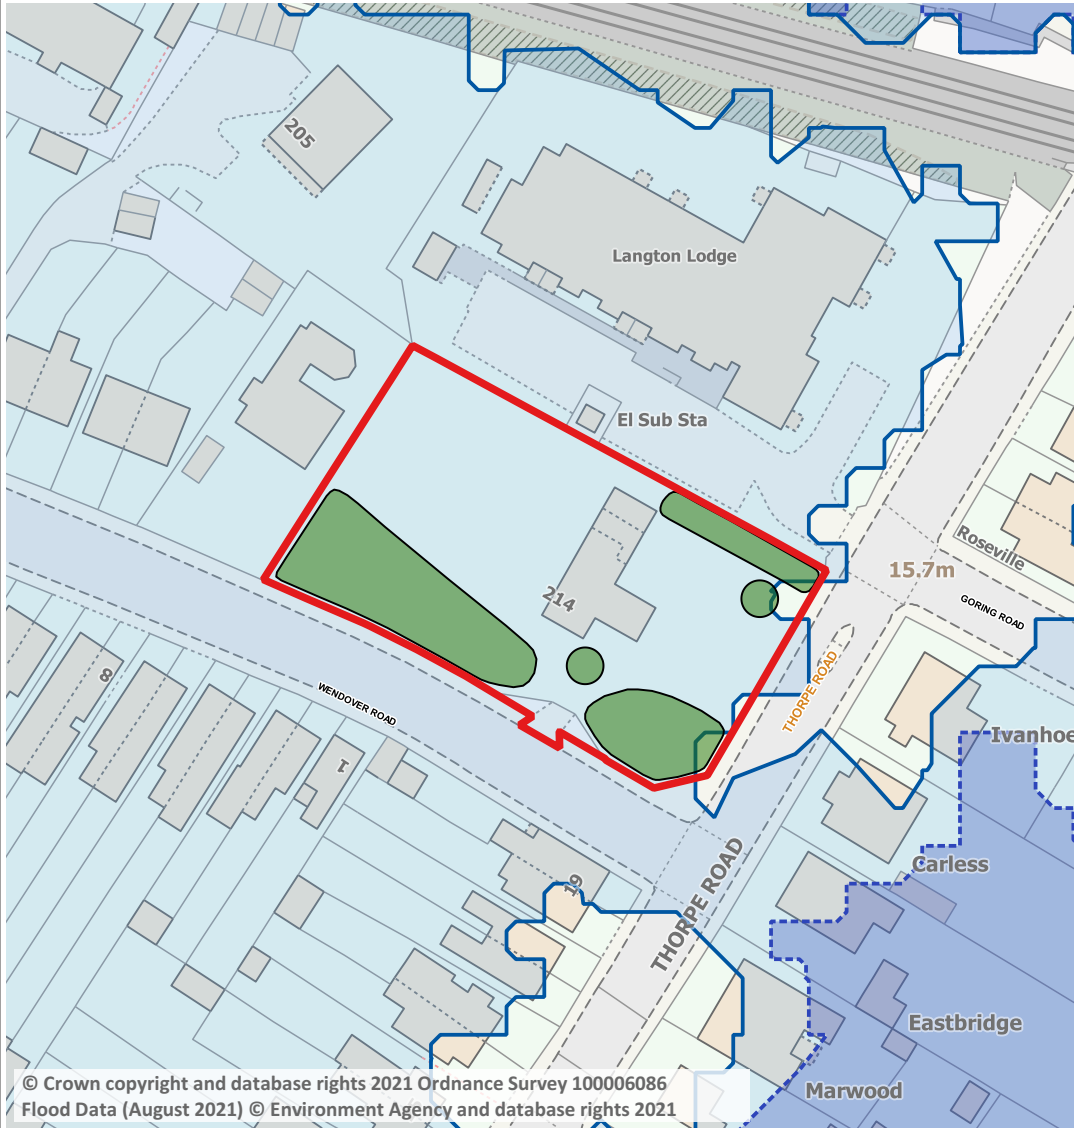 205
Langton Lodge
El Sub Sta
Roseville
15.7m
GORING ROAD
214
8
WENDOVER ROAD
THORPE ROAD
Ivanhoe
1
THORPE ROAD
Carless
19
Eastbridge
Marwood
© Crown copyright and database rights 2021 Ordnance Survey 100006086
Flood Data (August 2021) © Environment Agency and database rights 2021